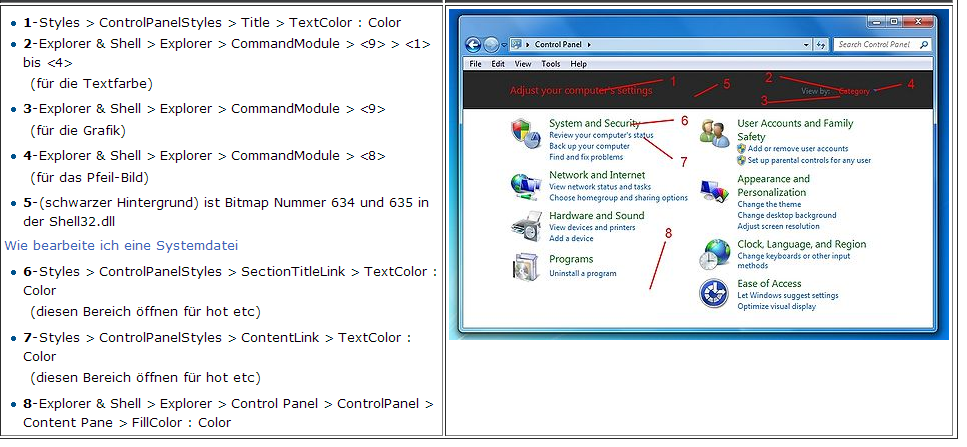 1-Styles > ControlPanelStyles > Title > TextColor : Color
2-Explorer & Shell > Explorer > CommandModule > <9> > <1>
bis <4>
(für die Textfarbe)
3-Explorer & Shell > Explorer > CommandModule > <9>
(für die Grafik)
4-Explorer & Shell > Explorer > CommandModule > <8>
(für das Pfeil-Bild)
5-(schwarzer Hintergrund) ist Bitmap Nummer 634 und 635 in
der Shell32.dll
Wie bearbeite ich eine Systemdatei
6-Styles > ControlPanelStyles > SectionTitleLink > TextColor :
Color
(diesen Bereich öffnen für hot etc)
7-Styles > ControlPanelStyles > ContentLink > TextColor :
Color
(diesen Bereich öffnen für hot etc)
8-Explorer & Shell > Explorer > Control Panel > ControlPanel >
Content Pane > FillColor : Color
Control Panel
Search Control Panel
File Edit View Tools Help
Adjust your computer's settings
1
5
2
3
4
View by: Category
System and Security
6
Review your computer's status
Back up your computer
7
Find and fix problems
Network and Internet
View network status and tasks
Choose homegroup and sharing options
Hardware and Sound
View devices and printers
Add a device
8
Programs
Uninstall a program
User Accounts and Family
Safety
Add or remove user accounts
Set up parental controls for any user
Appearance and
Personalization
Change the theme
Change desktop background
Adjust screen resolution
Clock, Language, and Region
Change keyboards or other input
methods
Ease of Access
Let Windows suggest settings
Optimize visual display